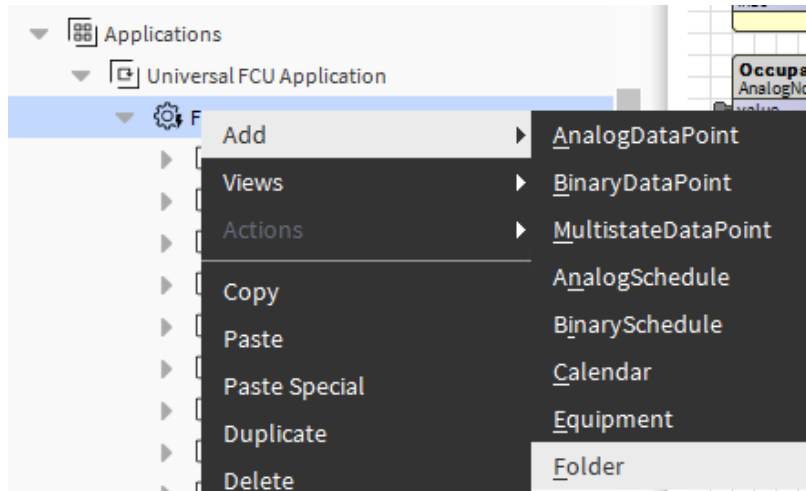 Applications
Universal FCU Application
F
Add
Views
Actions
Copy
Paste
Paste Special
Duplicate
Delete
AnalogDataPoint
BinaryDataPoint
MultistateDataPoint
AnalogSchedule
BinarySchedule
Calendar
Equipment
Folder
Occupa
AnalogNo